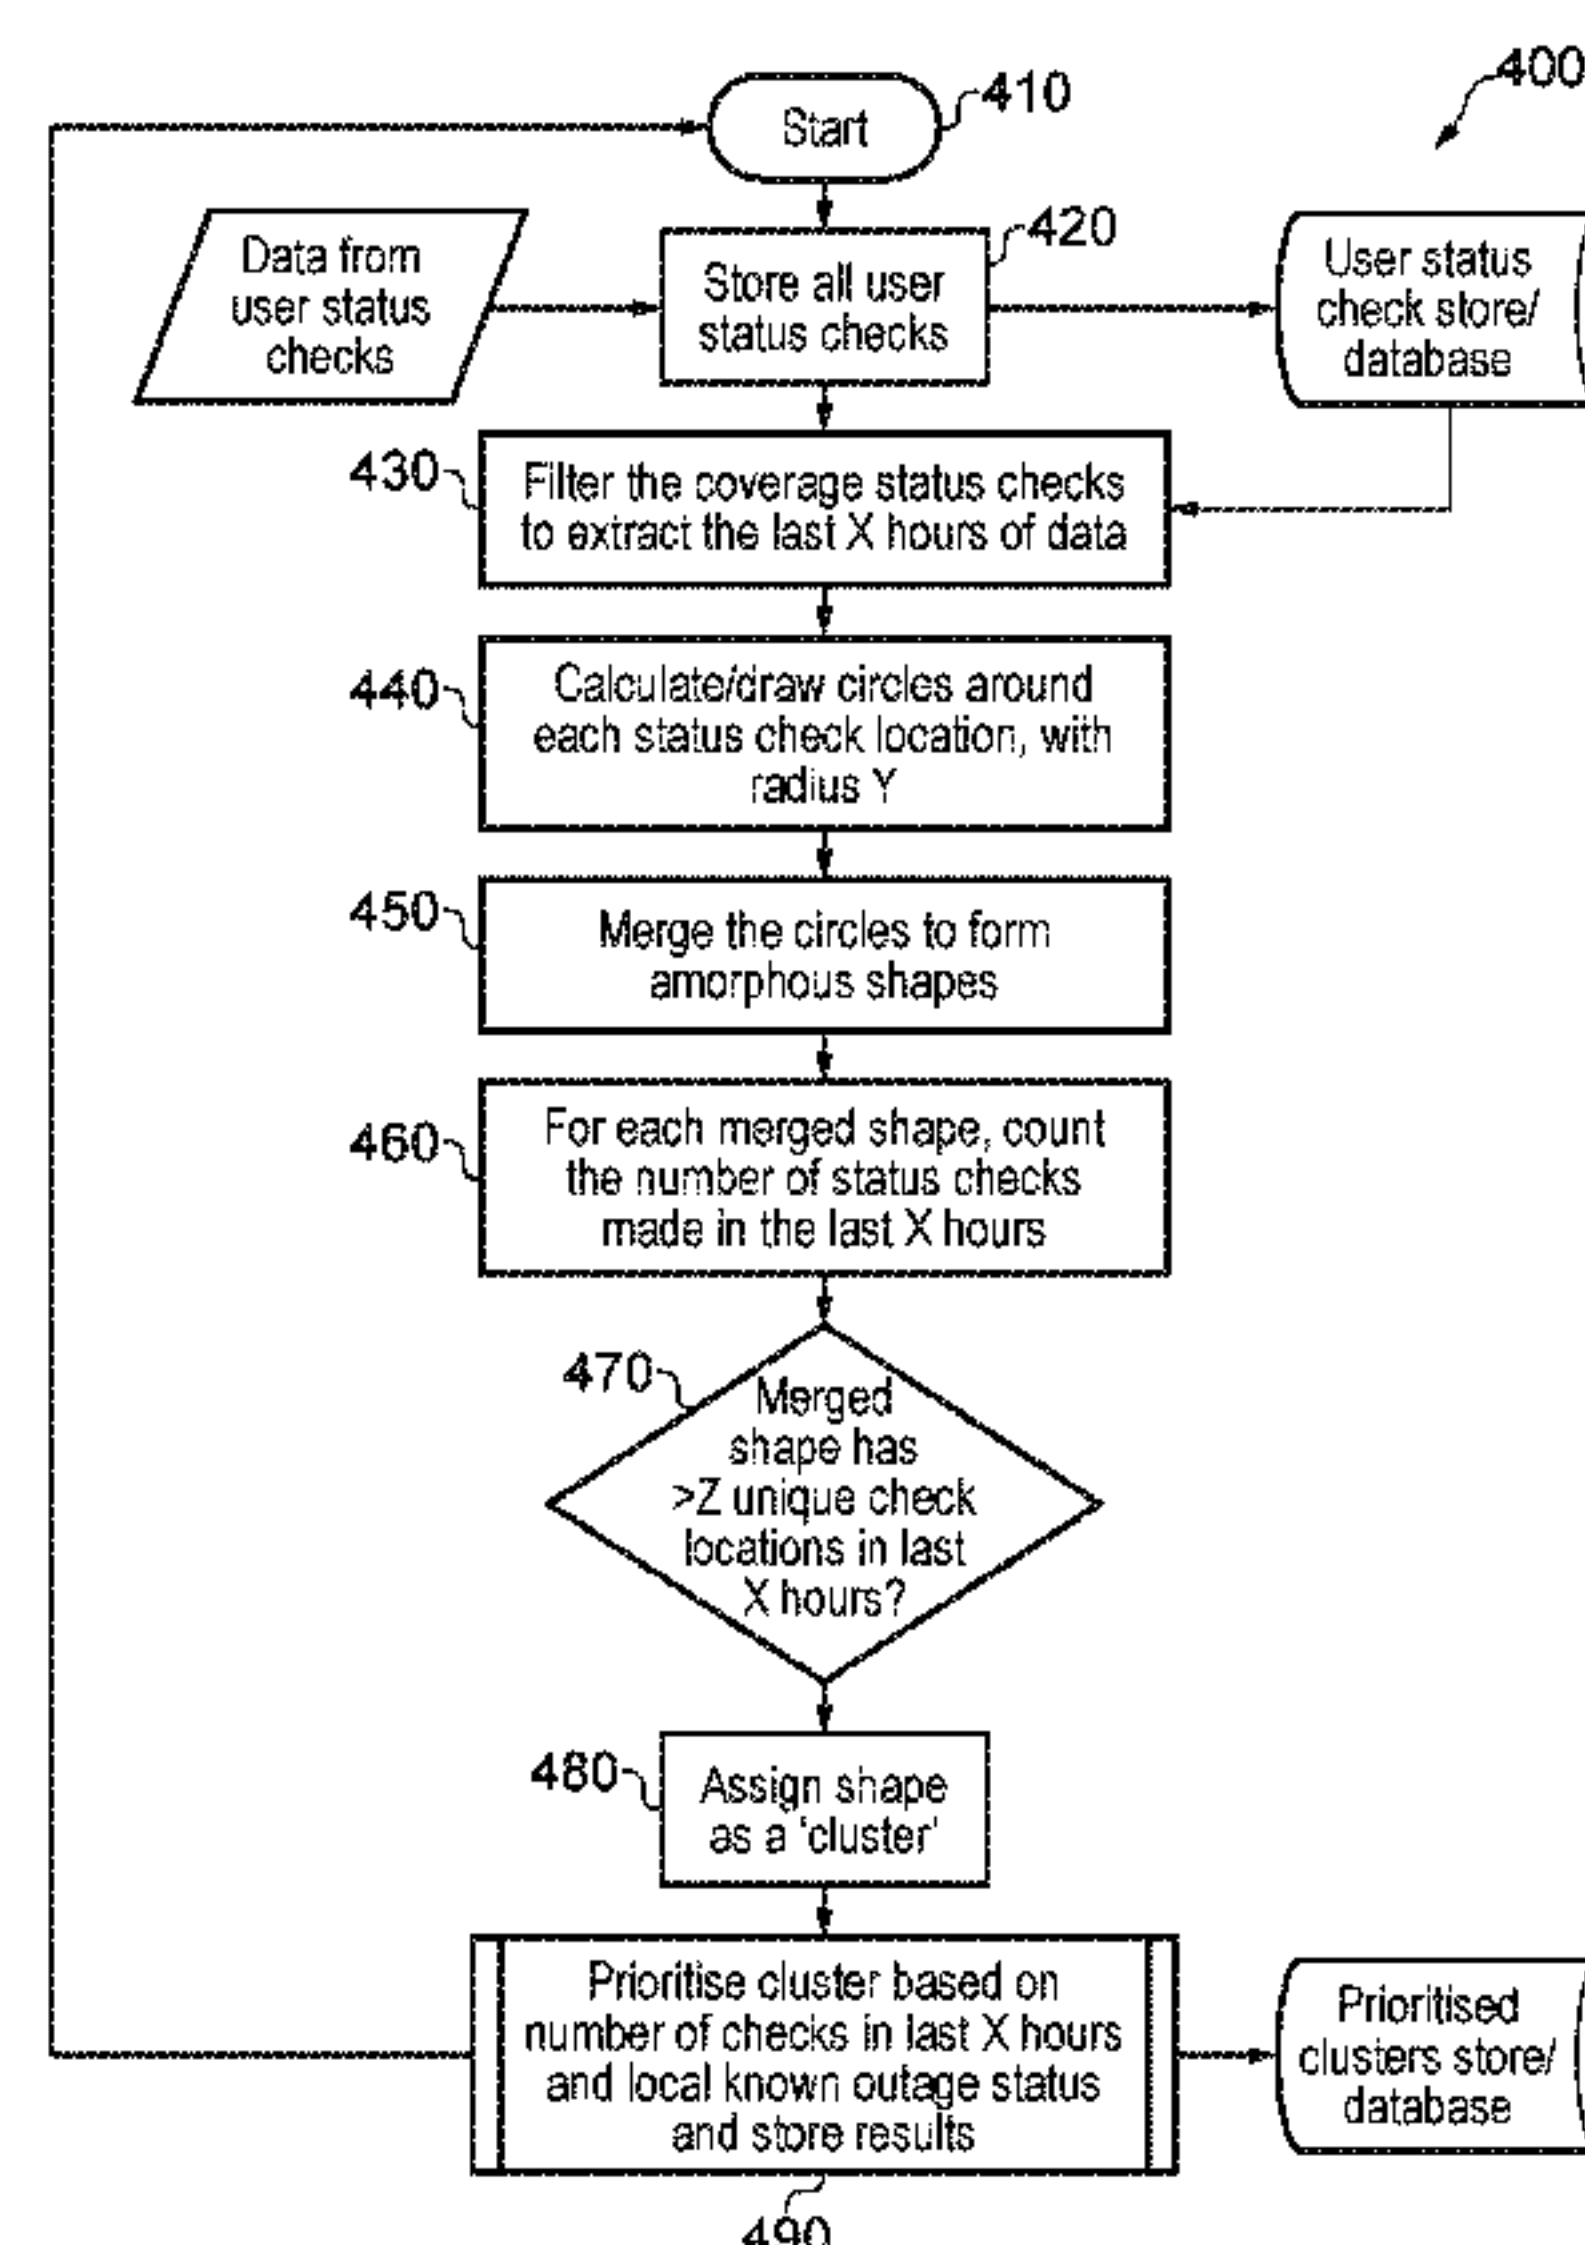 400
410
Start
Data from
user status
checks
420
Store all user
status checks
User status
check store/
database
430
Filter the coverage status checks
to extract the last X hours of data
440
Calculate/draw circles around
each status check location, with
radius Y
450
Merge the circles to form
amorphous shapes
460
For each merged shape, count
the number of status checks
made in the last X hours
470
Merged
shape has
>Z unique check
locations in last
X hours?
480
Assign shape
as a 'cluster'
Prioritise cluster based on
number of checks in last X hours
and local known outage status
and store results
Prioritised
clusters store/
database
490